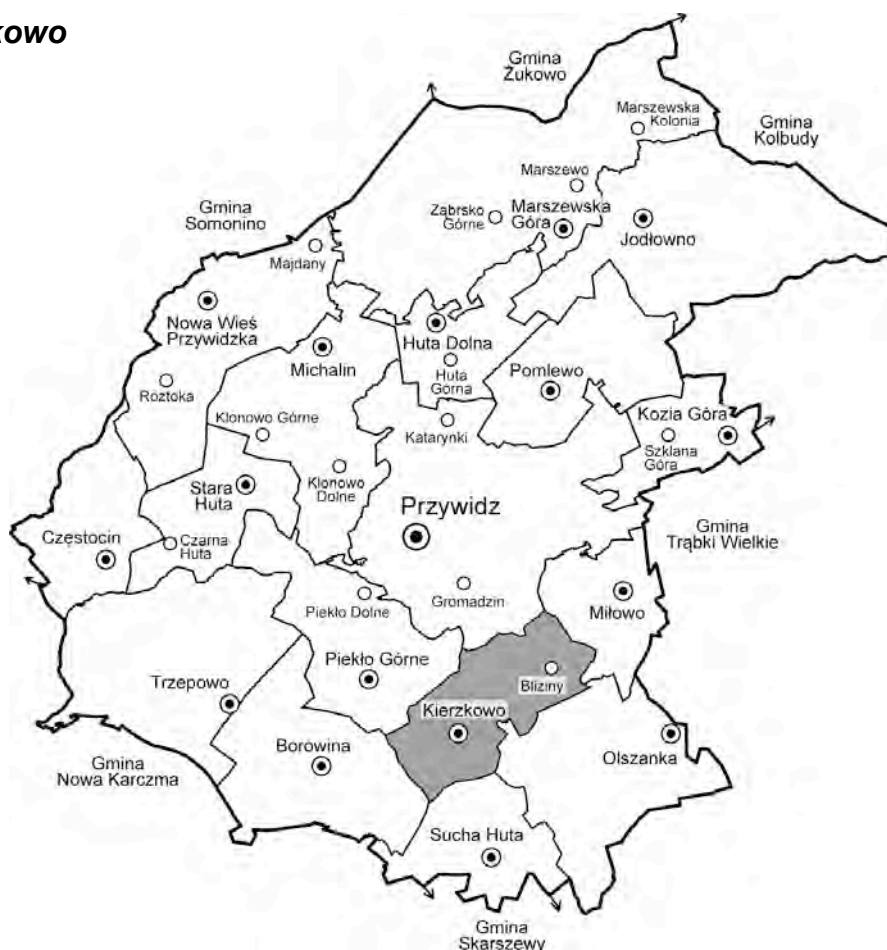 kowo
Gmina
Żukowo
Marszewska
Kolonia
Gmina
Kolbudy
Marszewo
Gmina
Somonino
Ząbrsko
Górne
Marszewska
Góra
Jodłowno
Majdany
Nowa Wieś
Przywidzka
Huta Dolna
Michalin
Huta
Górna
Pomlewo
Roztoka
Kozia Góra
Klonowo Górne
Katarynki
Szklana
Góra
Klonowo
Dolne
Stara
Huta
Przywidz
Gmina
Trąbki Wielkie
Częstocin
Czarna
Huta
Gromadzin
Miłowo
Piekło Dolne
Piekło Górne
Bliziny
Trzepowo
Kierzkowo
Borowina
Olszanka
Gmina
Nowa Karczma
Sucha Huta
Gmina
Skarszewy